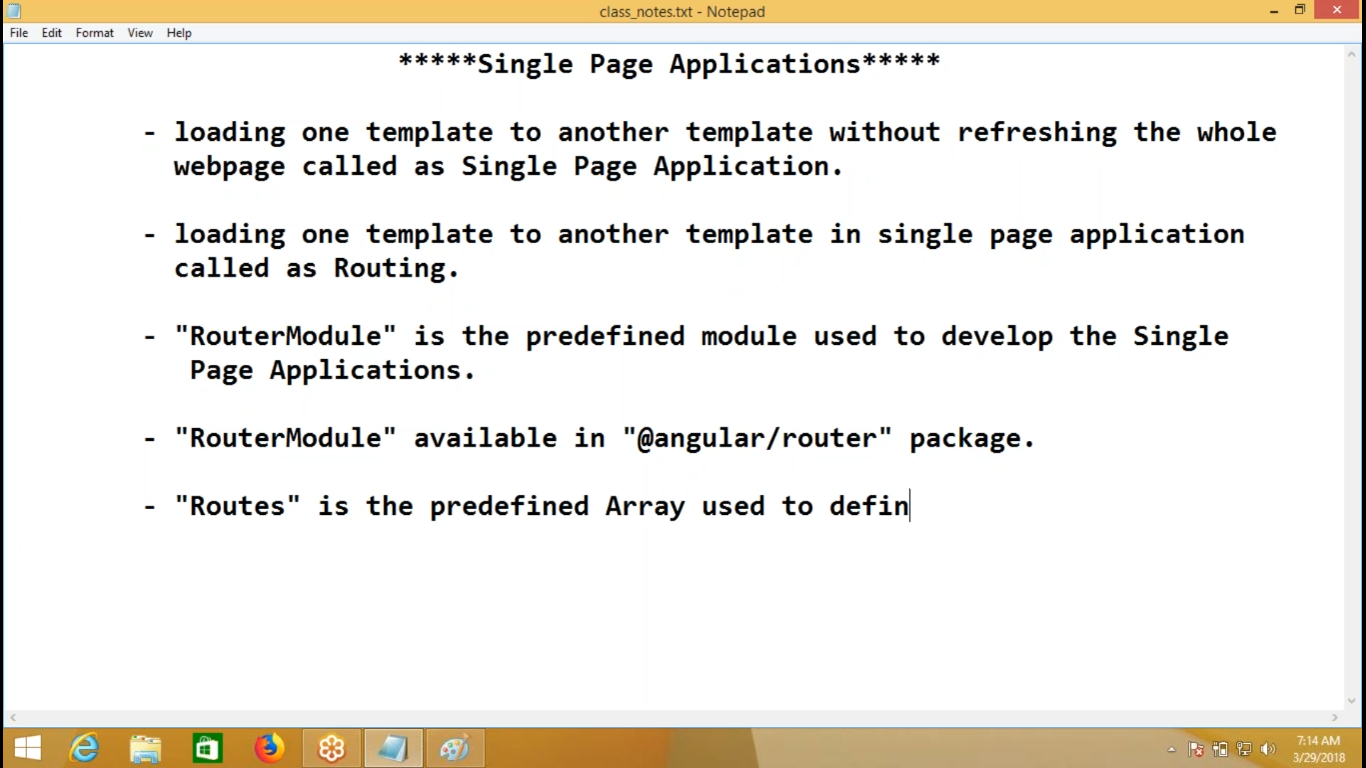 class_notes.txt - Notepad
File Edit Format View Help
*****Single Page Applications*****
- loading one template to another template without refreshing the whole
webpage called as Single Page Application.
- loading one template to another template in single page application
called as Routing.
- "RouterModule" is the predefined module used to develop the Single
Page Applications.
- "RouterModule" available in "@angular/router" package.
- "Routes" is the predefined Array used to defin
7:14 AM
3/29/2018